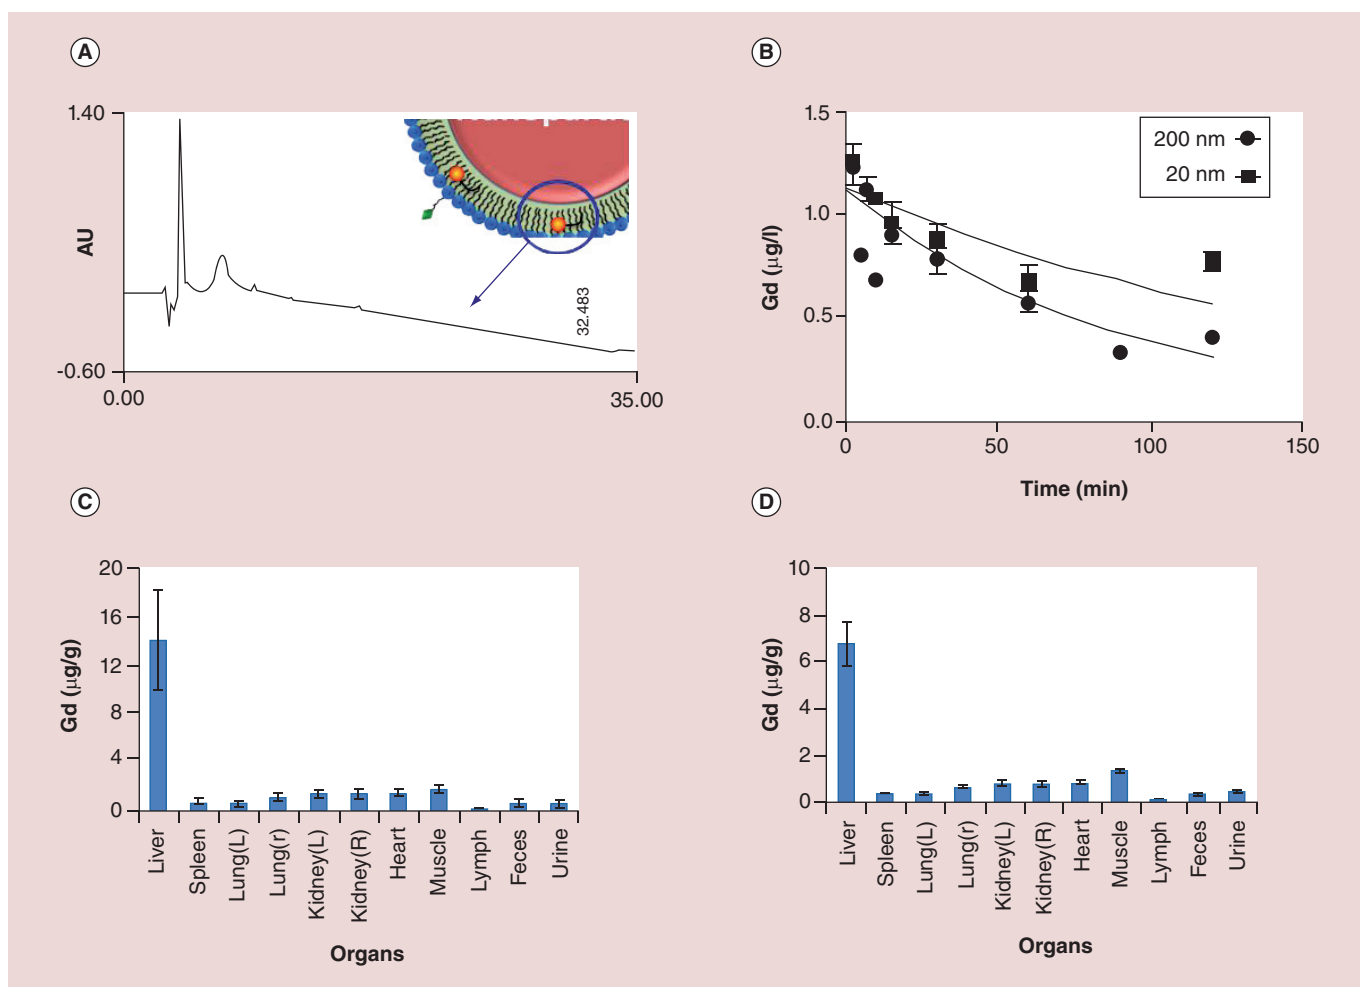 A
1.40
AU
-0.60
0.00
35.00
32.483
B
1.5
1.0
0.5
0.0
Gd (μg/l)
200 nm
20 nm
0
50
100
150
Time (min)
C
20
16
12
8
4
0
Gd (μg/g)
Liver
Spleen
Lung(L)
Lung(r)
Kidney(L)
Kidney(R)
Heart
Muscle
Lymph
Feces
Urine
Organs
D
10
8
6
4
2
0
Gd (μg/g)
Liver
Spleen
Lung(L)
Lung(r)
Kidney(L)
Kidney(R)
Heart
Muscle
Lymph
Feces
Urine
Organs